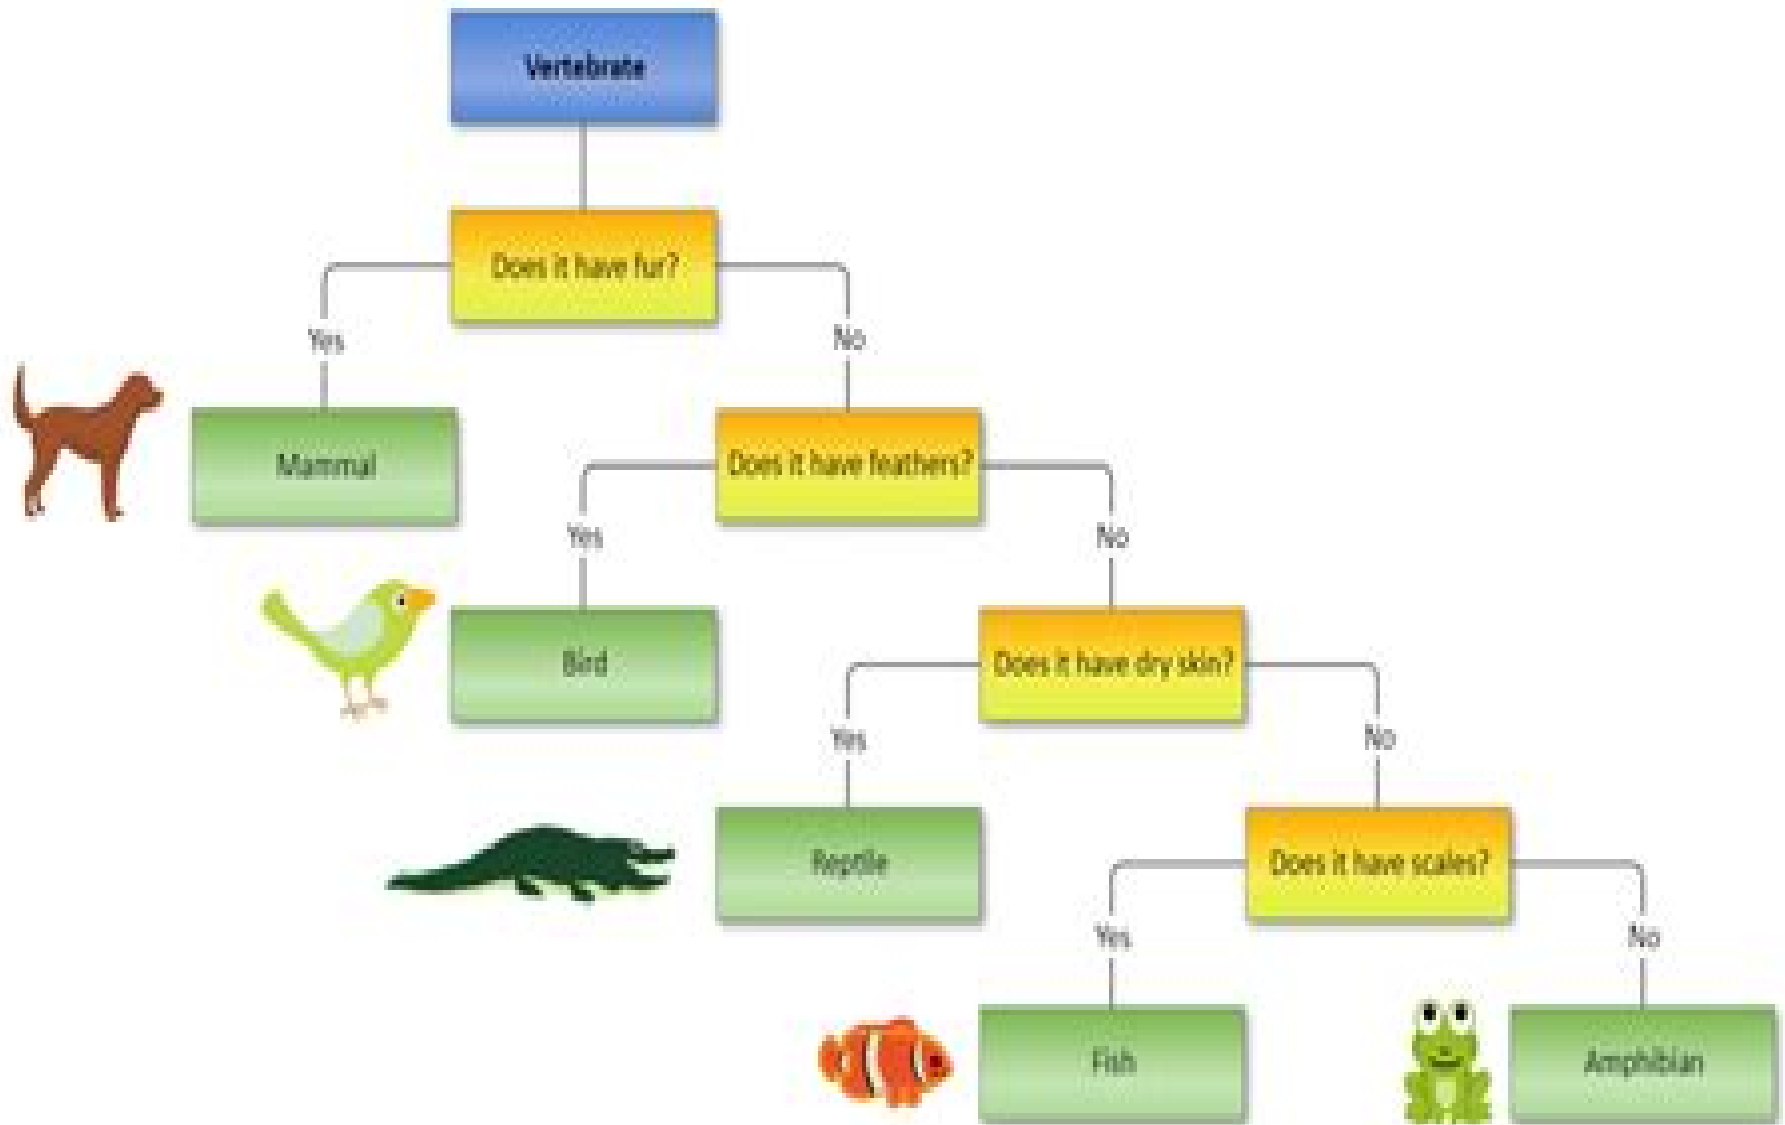 Vertebrate
Does it have fur?
Yes
No
Mammal
Does it have feathers?
Yes
No
Bird
Does it have dry skin?
Yes
No
Reptile
Does it have scales?
Yes
No
Fish
Amphibian